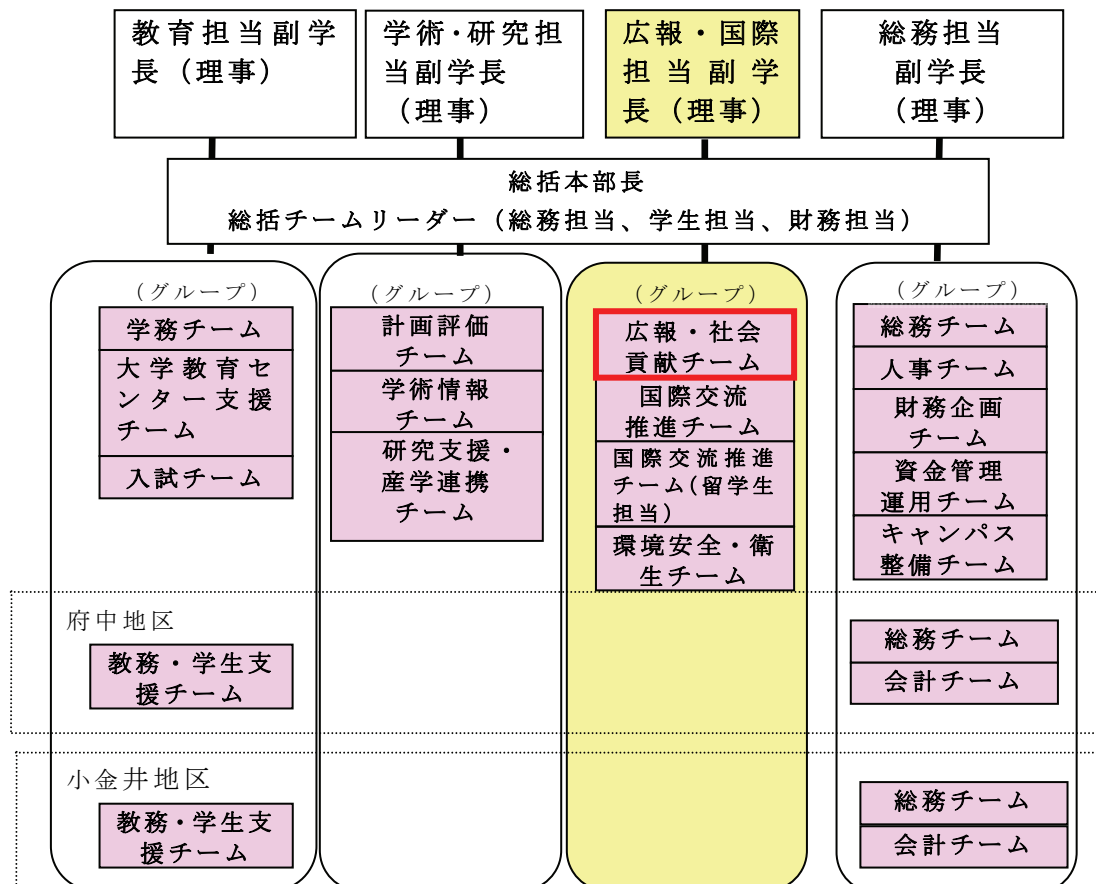 教育担当副学
長（理事）
学術・研究担
当副学長
（理事）
広報・国際
担当副学
長（理事）
総務担当
副学長
（理事）
総括本部長
総括チームリーダー（総務担当、学生担当、財務担当）
（グループ）
学務チーム
大学教育セ
ンター支援
チーム
入試チーム
（グループ）
計画評価
チーム
学術情報
チーム
研究支援・
産学連携
チーム
（グループ）
広報・社会
貢献チーム
国際交流
推進チーム
国際交流推進
チーム(留学生
担当)
環境安全・衛
生チーム
（グループ）
総務チーム
人事チーム
財務企画
チーム
資金管理
運用チーム
キャンパス
整備チーム
府中地区
教務・学生支
援チーム
総務チーム
会計チーム
小金井地区
教務・学生支
援チーム
総務チーム
会計チーム